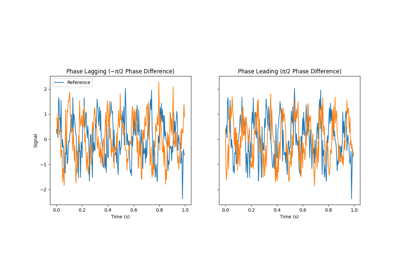 Phase Lagging (−π/2 Phase Difference)
Reference
Signal
2
1
0
−1
−2
0.0 0.2 0.4 0.6 0.8 1.0
Time (s)
Phase Leading (π/2 Phase Difference)
0.0 0.2 0.4 0.6 0.8 1.0
Time (s)